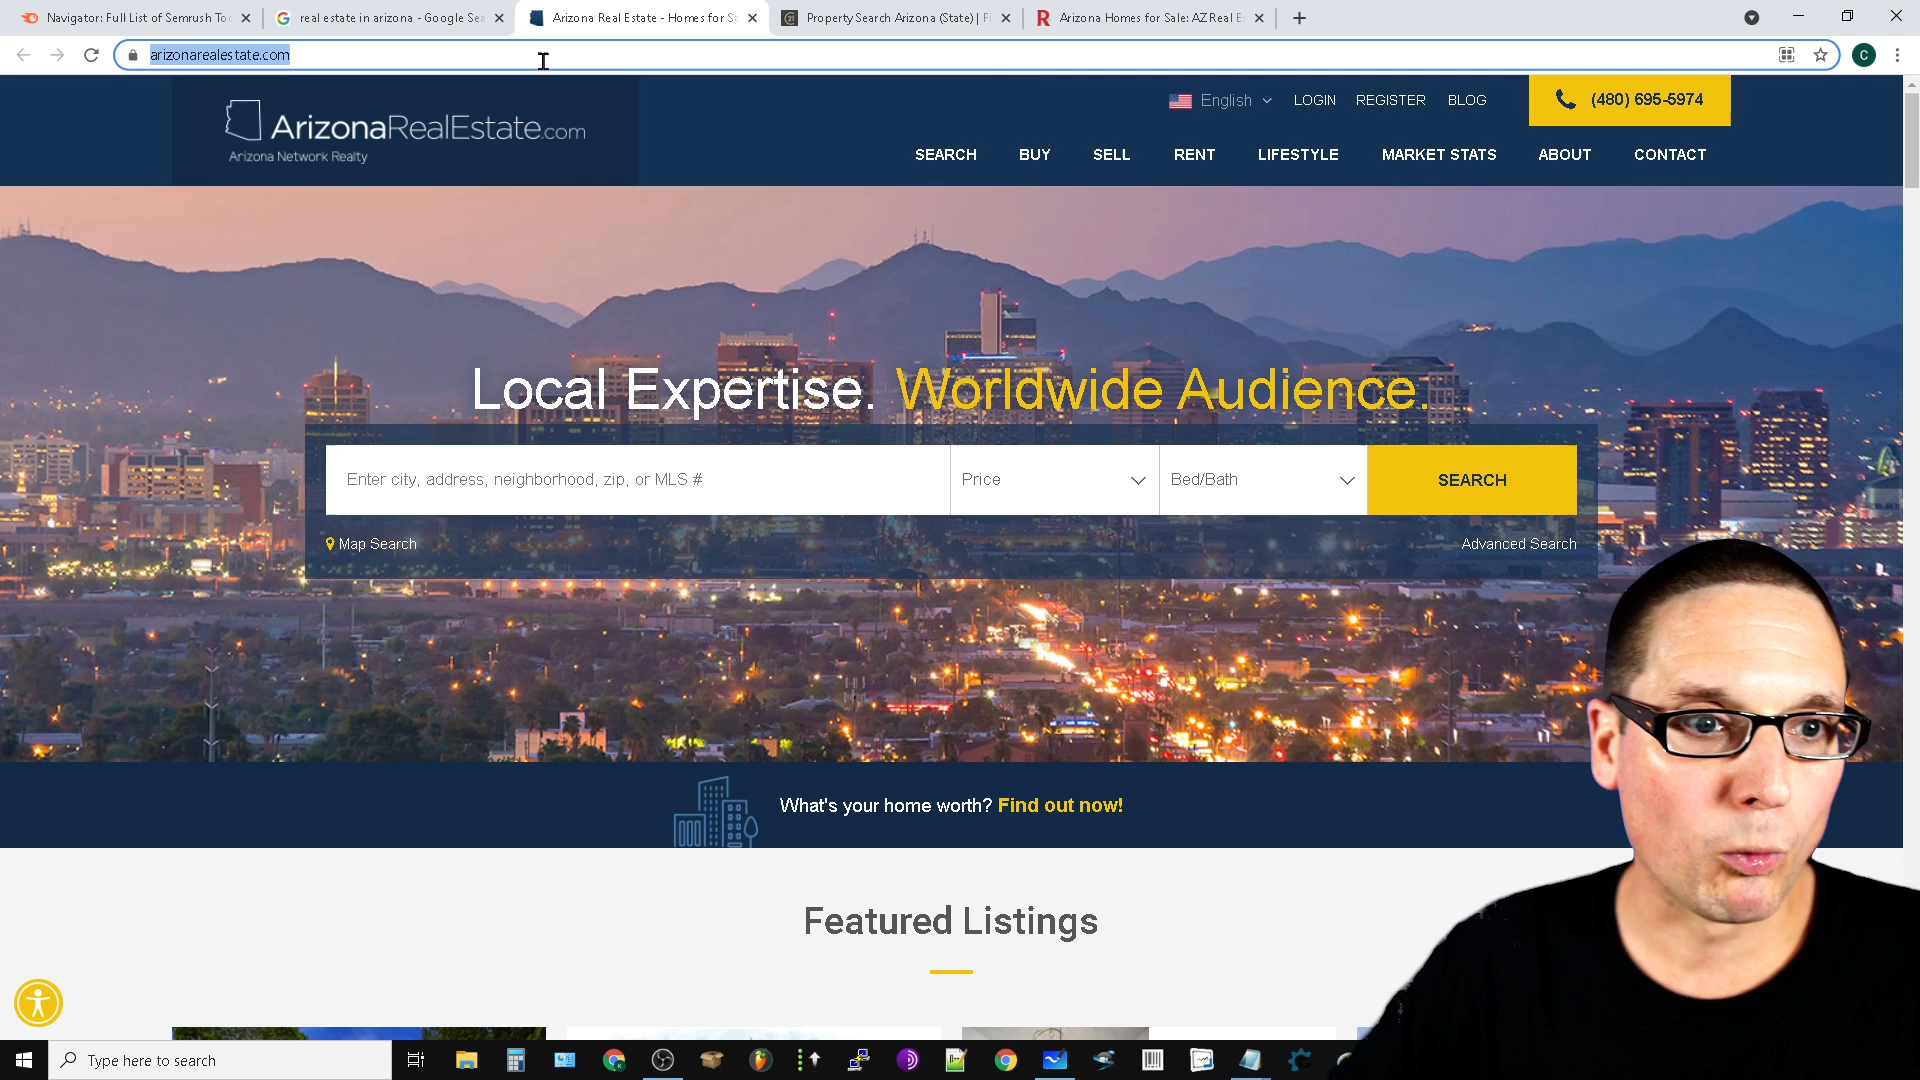 Navigator: Full List of Semrush To
real estate in arizona - Google Sea
Arizona Real Estate - Homes for Sa
Property Search Arizona (State) | Fi
Arizona Homes for Sale: AZ Real E
arizonarealestate.com
C
ArizonaRealEstate.com
Arizona Network Realty
English
LOGIN
REGISTER
BLOG
(480) 695-5974
SEARCH
BUY
SELL
RENT
LIFESTYLE
MARKET STATS
ABOUT
CONTACT
Local Expertise. Worldwide Audience.
Enter city, address, neighborhood, zip, or MLS #
Price
Bed/Bath
SEARCH
Map Search
Advanced Search
What's your home worth? Find out now!
Featured Listings
Type here to search